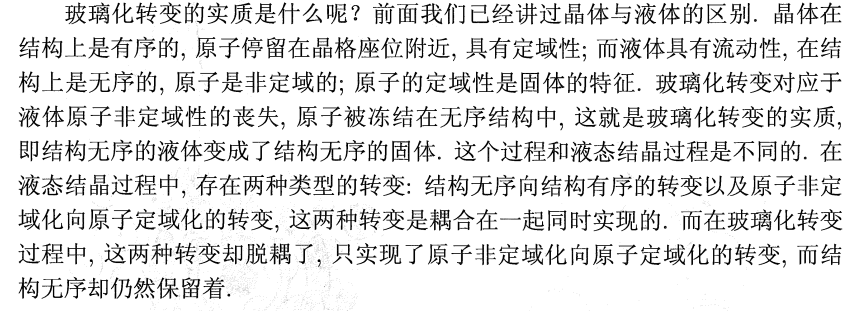 玻璃化转变的实质是什么呢? 前面我们已经讲过晶体与液体的区别. 晶体在
结构上是有序的, 原子停留在晶格座位附近, 具有定域性; 而液体具有流动性, 在结
构上是无序的, 原子是非定域的; 原子的定域性是固体的特征. 玻璃化转变对应于
液体原子非定域性的丧失, 原子被冻结在无序结构中, 这就是玻璃化转变的实质,
即结构无序的液体变成了结构无序的固体. 这个过程和液态结晶过程是不同的. 在
液态结晶过程中, 存在两种类型的转变: 结构无序向结构有序的转变以及原子非定
域化向原子定域化的转变, 这两种转变是耦合在一起同时实现的. 而在玻璃化转变
过程中, 这两种转变却脱耦了, 只实现了原子非定域化向原子定域化的转变, 而结
构无序却仍然保留着.